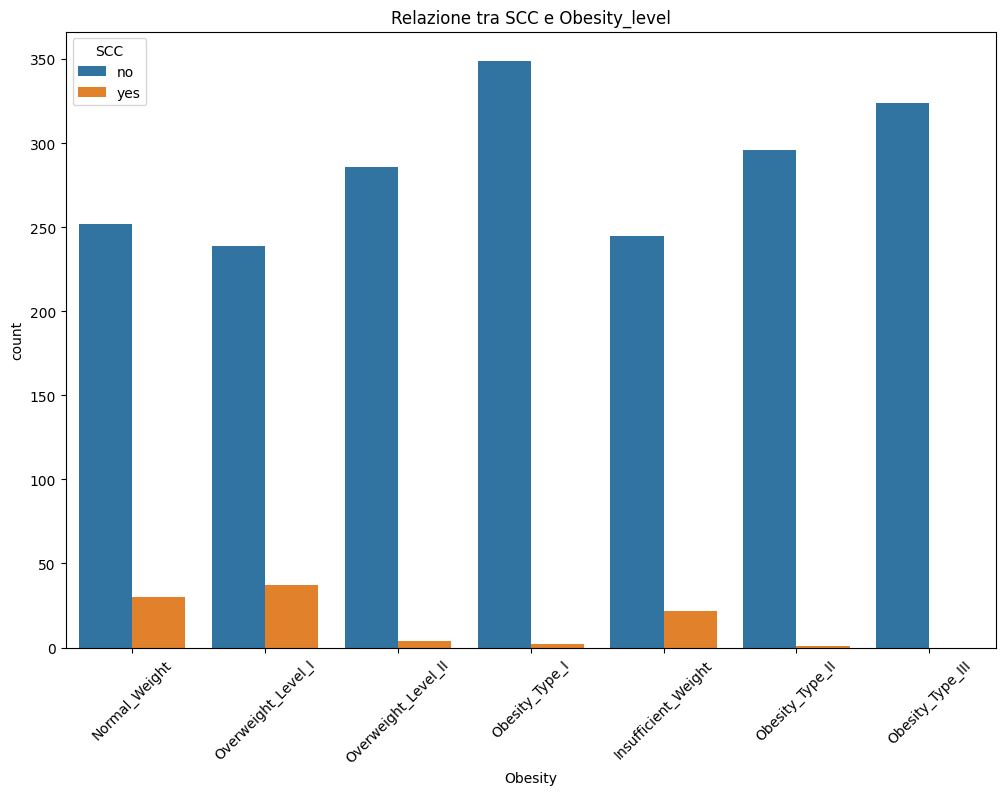 Relazione tra SCC e Obesity_level
SCC
no
yes
350
300
250
200
150
100
50
0
count
Normal_Weight
Overweight_Level_I
Overweight_Level_II
Obesity_Type_I
Insufficient_Weight
Obesity_Type_II
Obesity_Type_III
Obesity